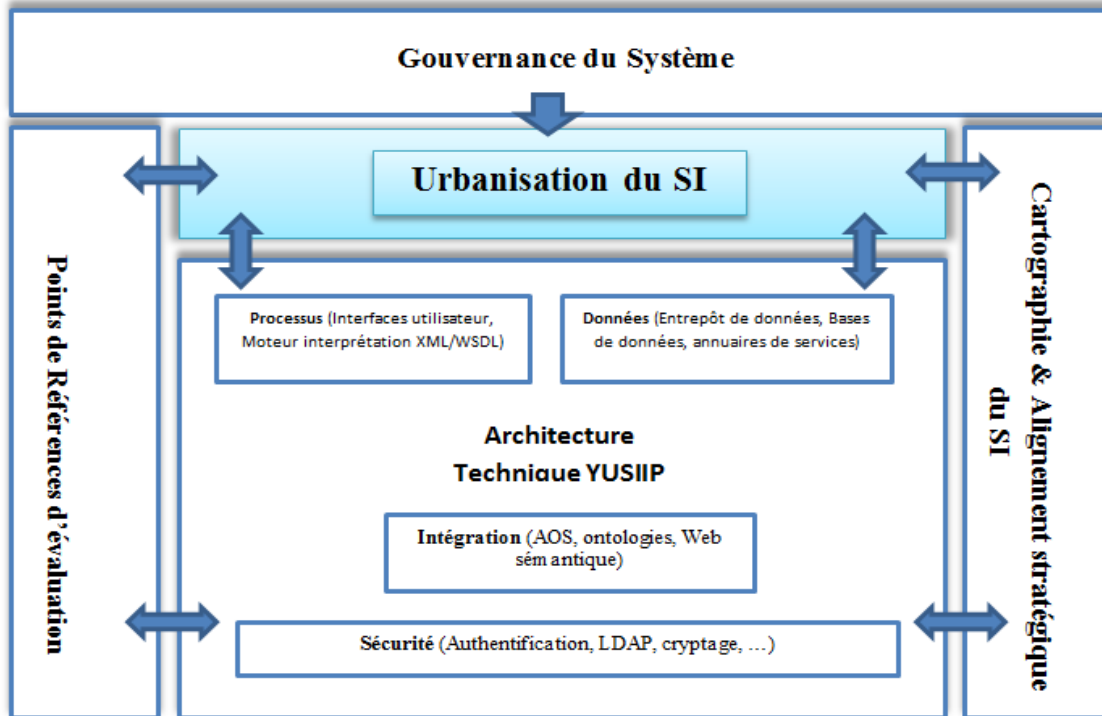 Gouvernance du Système
Urbanisation du SI
Points de Références d'évaluation
Processus (Interfaces utilisateur,
Moteur interprétation XML/WSDL)
Données (Entrepôt de données, Bases
de données, annuaires de services)
Architecture
Technique YUSIIP
Intégration (AOS, ontologies, Web
sémantique)
Sécurité (Authentification, LDAP, cryptage, …)
Cartographie & Alignement stratégique
du SI